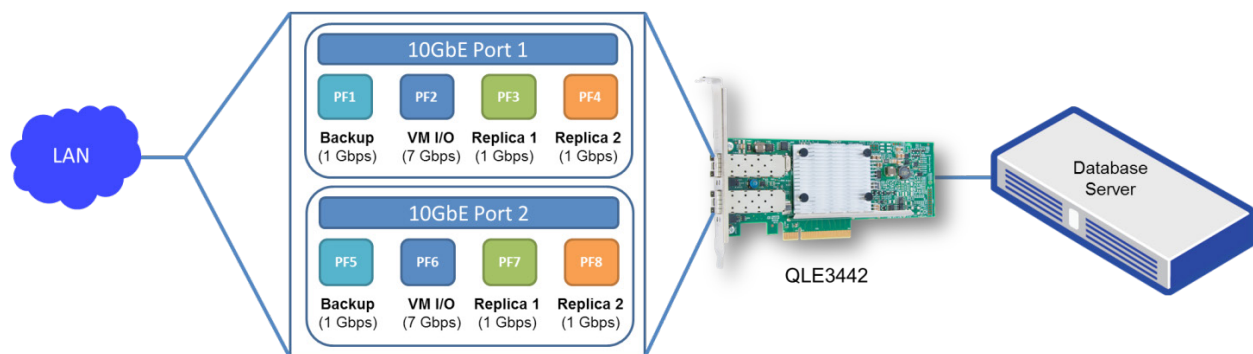 LAN
10GbE Port 1
PF1 PF2 PF3 PF4
Backup VM I/O Replica 1 Replica 2
(1 Gbps) (7 Gbps) (1 Gbps) (1 Gbps)
10GbE Port 2
PF5 PF6 PF7 PF8
Backup VM I/O Replica 1 Replica 2
(1 Gbps) (7 Gbps) (1 Gbps) (1 Gbps)
QLE3442
Database
Server